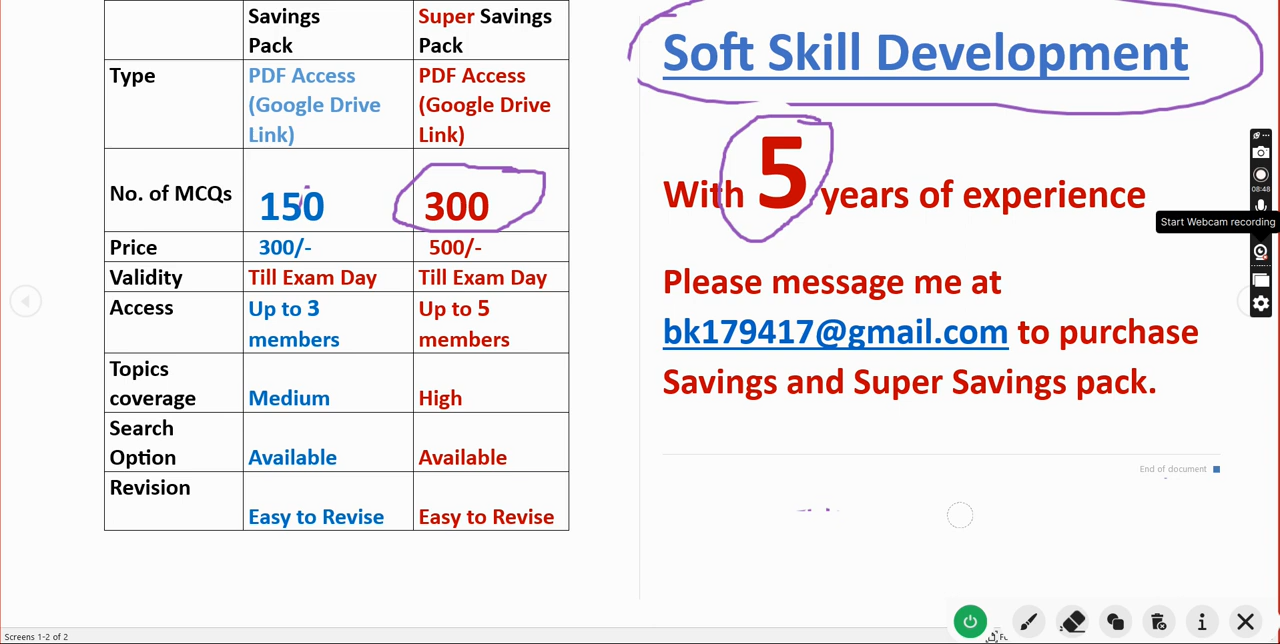 Savings Super Savings
Pack Pack
Type PDF Access PDF Access
(Google Drive (Google Drive
Link) Link)
No. of MCQs 150 300
Price 300/- 500/-
Validity Till Exam Day Till Exam Day
Access Up to 3 Up to 5
members members
Topics
coverage Medium High
Search
Option Available Available
Revision
Easy to Revise Easy to Revise
Soft Skill Development
With 5 years of experience
Please message me at
bk179417@gmail.com to purchase
Savings and Super Savings pack.
End of document
08:48
Start Webcam recording
Screens 1-2 of 2